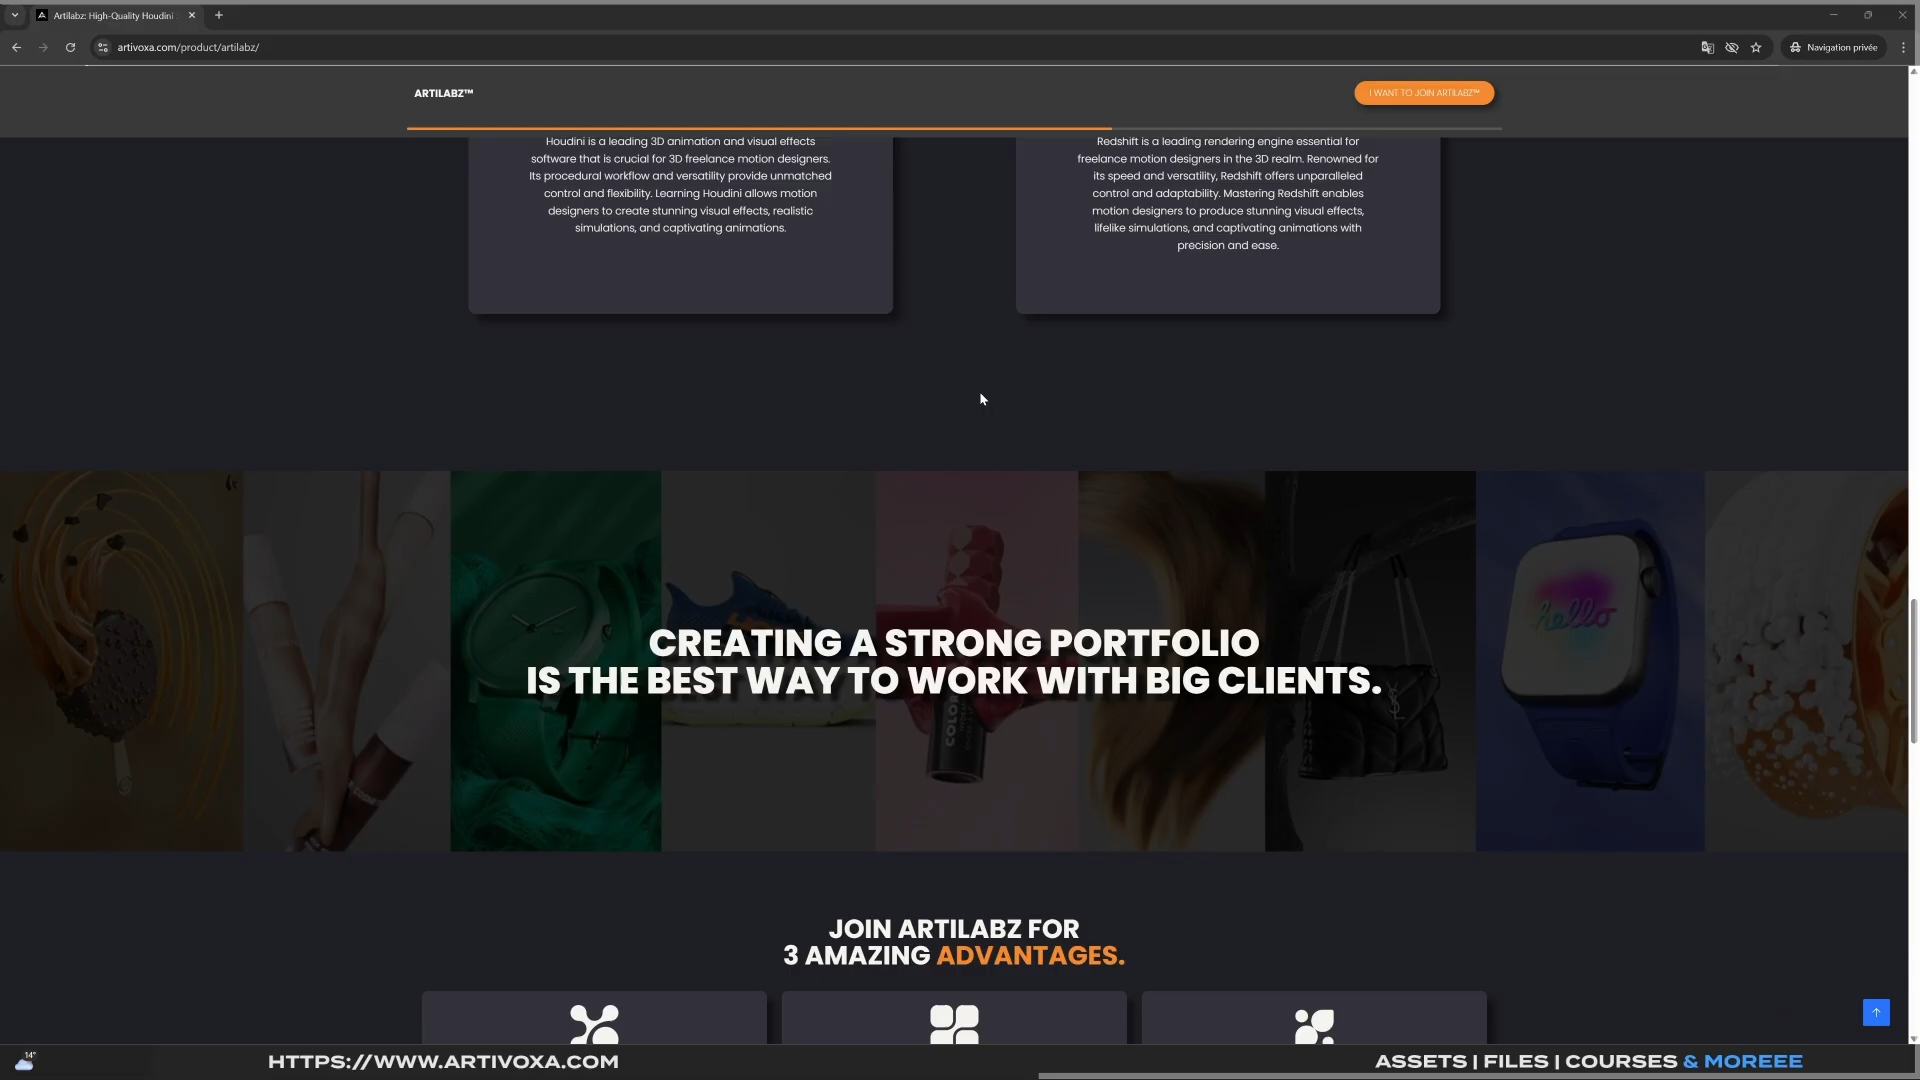 Artilabz: High-Quality Houdini
artivoxa.com/product/artilabz/
Navigation privée
ARTILABZ™
I WANT TO JOIN ARTILABZ™
Houdini is a leading 3D animation and visual effects
software that is crucial for 3D freelance motion designers.
Its procedural workflow and versatility provide unmatched
control and flexibility. Learning Houdini allows motion
designers to create stunning visual effects, realistic
simulations, and captivating animations.
Redshift is a leading rendering engine essential for
freelance motion designers in the 3D realm. Renowned for
its speed and versatility, Redshift offers unparalleled
control and adaptability. Mastering Redshift enables
motion designers to produce stunning visual effects,
lifelike simulations, and captivating animations with
precision and ease.
CREATING A STRONG PORTFOLIO
IS THE BEST WAY TO WORK WITH BIG CLIENTS.
COLOR
hello
JOIN ARTILABZ FOR
3 AMAZING ADVANTAGES.
14°
HTTPS://WWW.ARTIVOXA.COM
ASSETS | FILES | COURSES & MOREEE